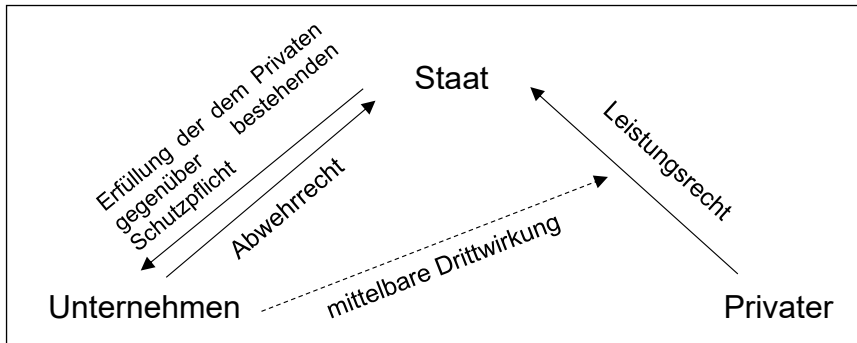 Staat
Erfüllung der dem Privaten
gegenüber bestehenden
Schutzpflicht
Abwehrrecht
Leistungsrecht
mittelbare Drittwirkung
Unternehmen
Privater